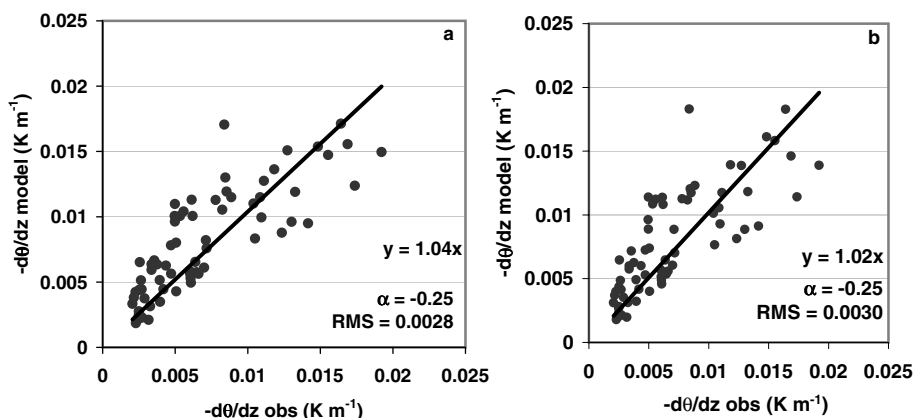 a
0.025
0.02
0.015
0.01
0.005
0
-dθ/dz model (K m-1)
y = 1.04x
α = -0.25
RMS = 0.0028
0 0.005 0.01 0.015 0.02 0.025
-dθ/dz obs (K m-1)
b
0.025
0.02
0.015
0.01
0.005
0
-dθ/dz model (K m-1)
y = 1.02x
α = -0.25
RMS = 0.0030
0 0.005 0.01 0.015 0.02 0.025
-dθ/dz obs (K m-1)